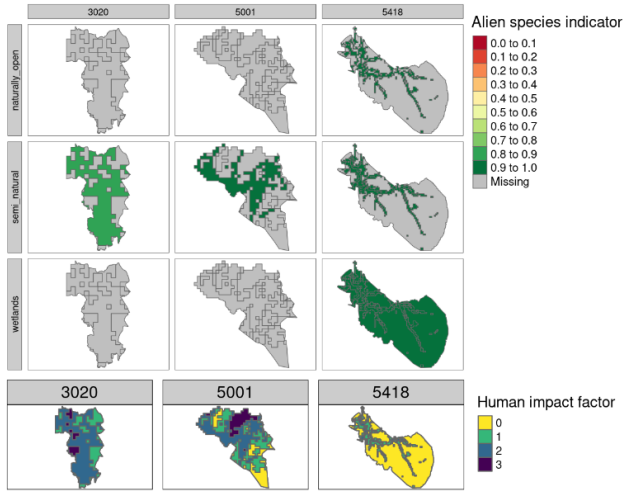 3020 5001 5418
Alien species indicator
naturally_open
0.0 to 0.1
0.1 to 0.2
0.2 to 0.3
0.3 to 0.4
0.4 to 0.5
0.5 to 0.6
0.6 to 0.7
0.7 to 0.8
0.8 to 0.9
0.9 to 1.0
Missing
semi_natural
wetlands
3020 5001 5418
Human impact factor
0
1
2
3